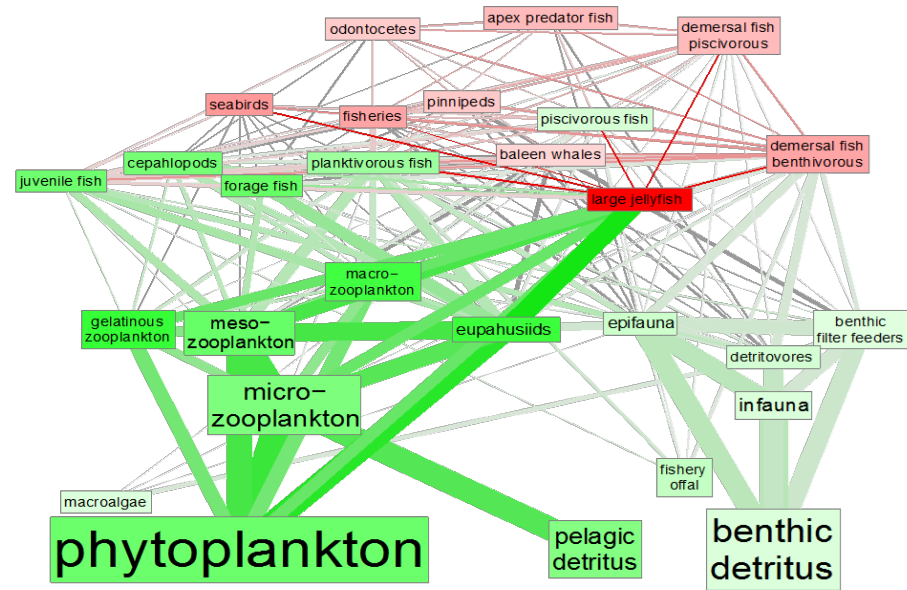 odontocetes
apex predator fish
demersal fish
piscivorous
seabirds
fisheries
pinnipeds
piscivorous fish
cepahlopods
planktivorous fish
baleen whales
demersal fish
benthivorous
juvenile fish
forage fish
large jellyfish
macro-
zooplankton
gelatinous
zooplankton
meso-
zooplankton
eupahusiids
epifauna
benthic
filter feeders
detritovores
micro-
zooplankton
infauna
fishery
offal
macroalgae
phytoplankton
pelagic
detritus
benthic
detritus